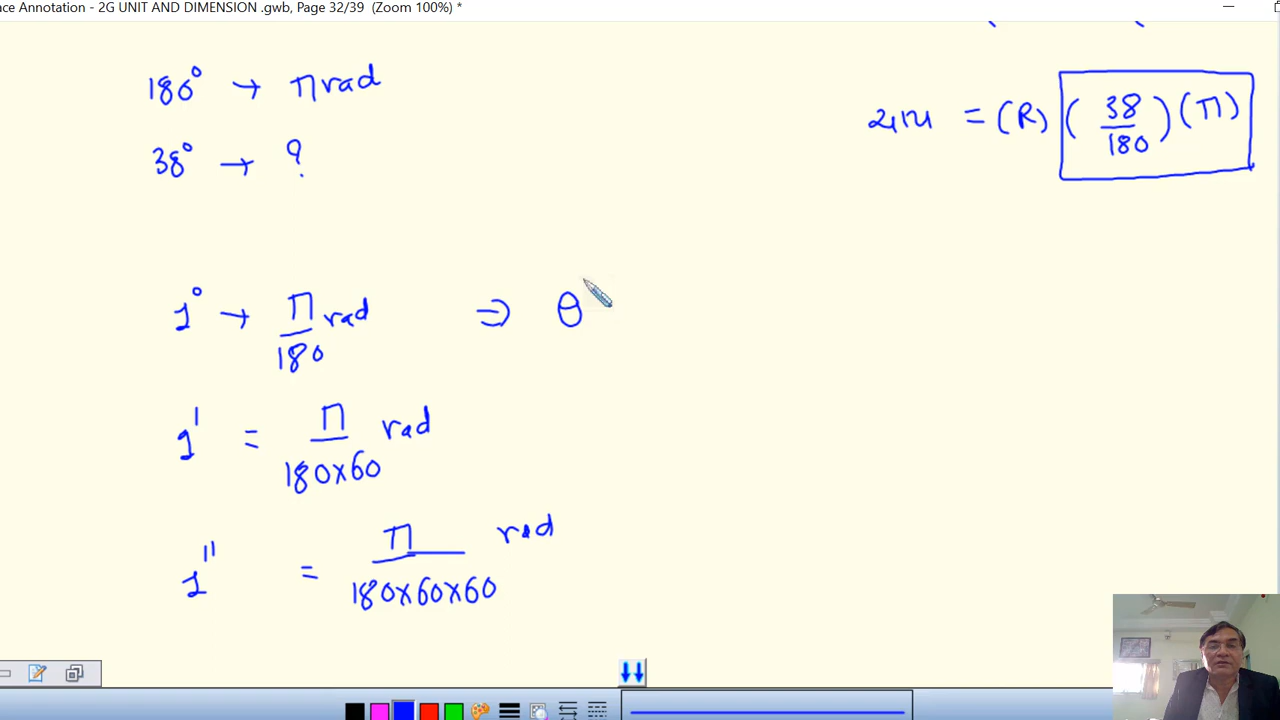 ce Annotation - 2G UNIT AND DIMENSION .gwb, Page 32/39 (Zoom 100%) *
180° → π rad
38° → ?
= (R) (38/180) (π)
1° → π/180 rad ⇒ θ
1' = π/180×60 rad
1'' = π/180×60×60 rad